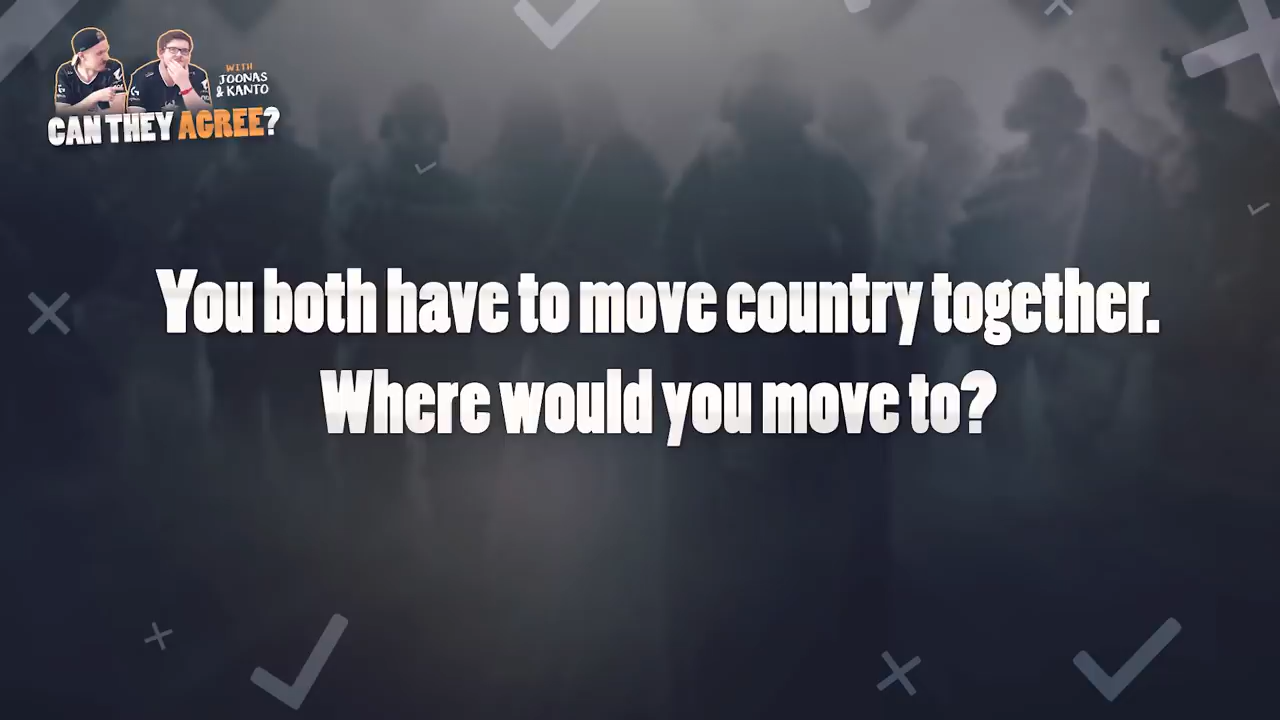 WITH
JOONAS
& KANTO
CAN THEY AGREE?
You both have to move country together.
Where would you move to?